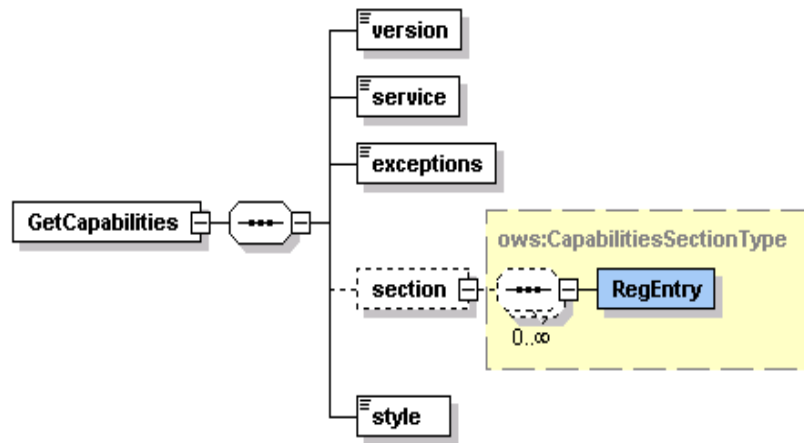 version
service
exceptions
GetCapabilities
ows:CapabilitiesSectionType
section
RegEntry
0..∞
style